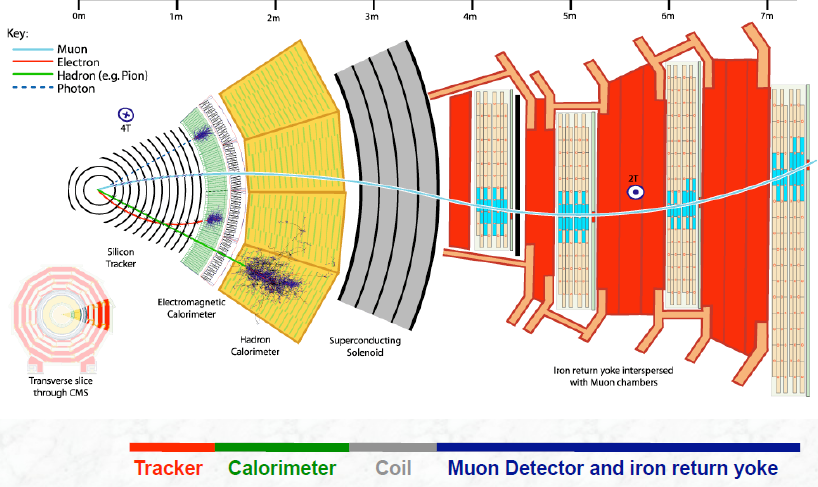 0m 1m 2m 3m 4m 5m 6m 7m
Key:
Muon
Electron
Hadron (e.g. Pion)
Photon
4T
2T
Silicon
Tracker
Electromagnetic
Calorimeter
Hadron
Calorimeter
Superconducting
Solenoid
Iron return yoke interspersed
with Muon chambers
Transverse slice
through CMS
Tracker Calorimeter Coil Muon Detector and iron return yoke